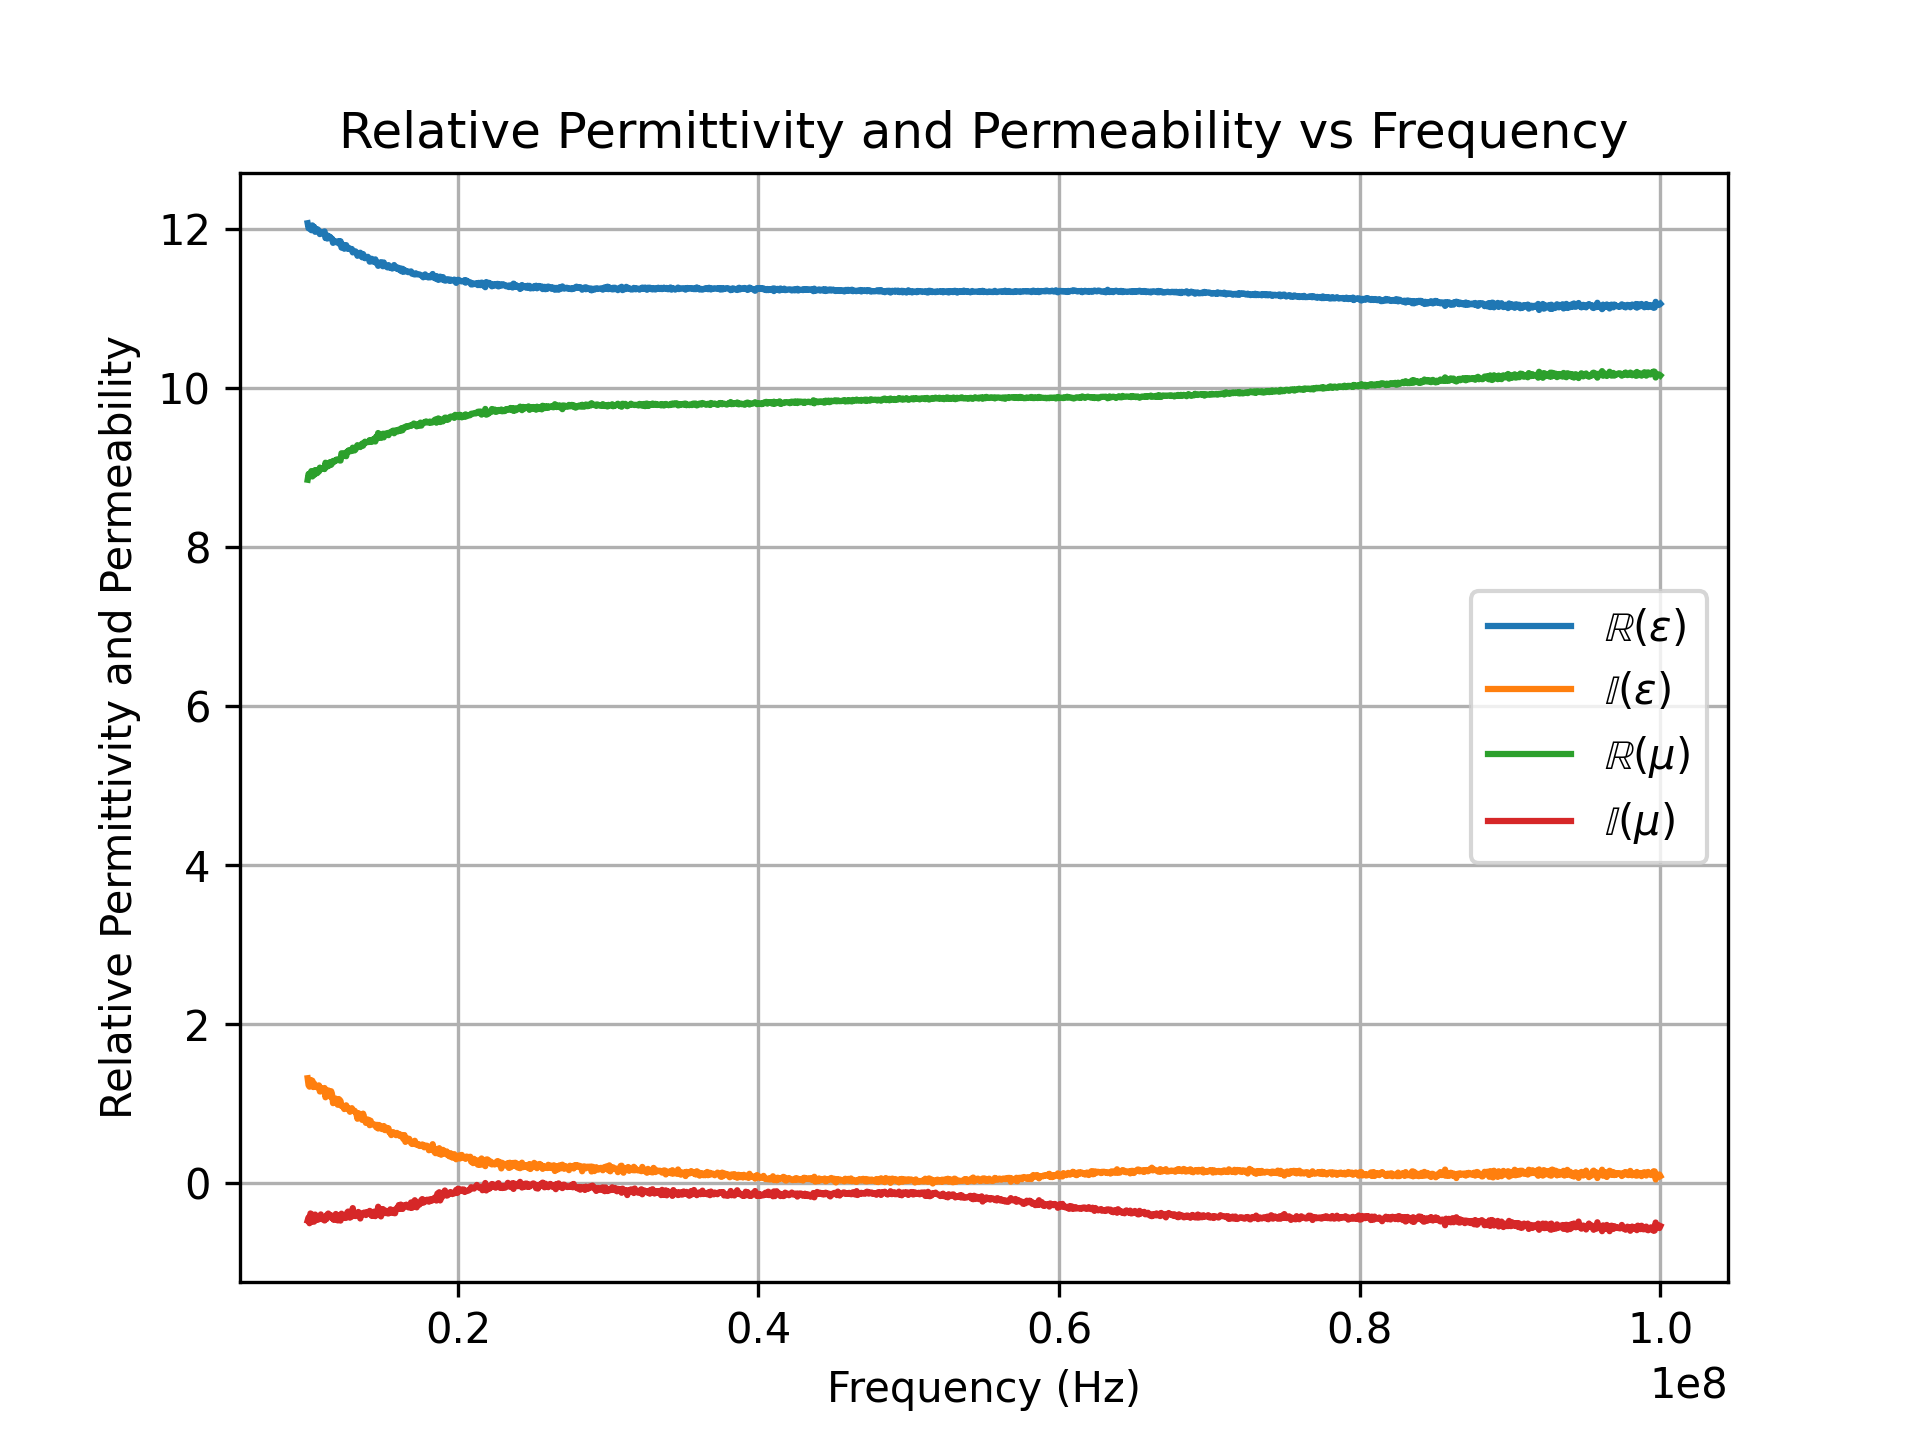 Relative Permittivity and Permeability vs Frequency
Relative Permittivity and Permeability
12
10
8
6
4
2
0
ℝ(ε)
𝕀(ε)
ℝ(μ)
𝕀(μ)
0.2 0.4 0.6 0.8 1.0
1e8
Frequency (Hz)